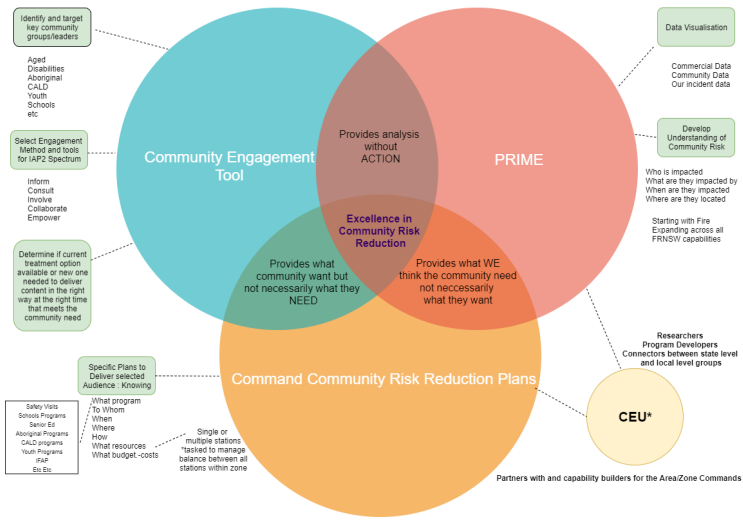 Identify and target
key community
groups/leaders
Aged
Disabilities
Aboriginal
CALD
Youth
Schools
etc
Select Engagement
Method and tools
for IAP2 Spectrum
Inform
Consult
Involve
Collaborate
Empower
Determine if current
treatment option
available or new one
needed to deliver
content in the right
way at the right time
that meets the
community need
Community Engagement
Tool
Provides analysis
without
ACTION
PRIME
Excellence in
Community Risk
Reduction
Provides what
community want but
not necessarily what they
NEED
Provides what WE
think the community need
not neccessarily
what they want
Command Community Risk Reduction Plans
Data Visualisation
Commercial Data
Community Data
Our incident data
Develop
Understanding of
Community Risk
Who is impacted
What are they impacted by
When are they impacted
Where are they located
Starting with Fire
Expanding across all
FRNSW capabilities
Researchers
Program Developers
Connectors between state level
and local level groups
CEU*
Partners with and capability builders for the Area/Zone Commands
Specific Plans to
Deliver selected
Audience : Knowing
What program
To Whom
When
Where
How
What resources
What budget.-costs
Safety Visits
Schools Programs
Senior Ed
Aboriginal Programs
CALD programs
Youth Programs
IFAP
Etc Etc
Single or
multiple stations
*tasked to manage
balance between all
stations within zone